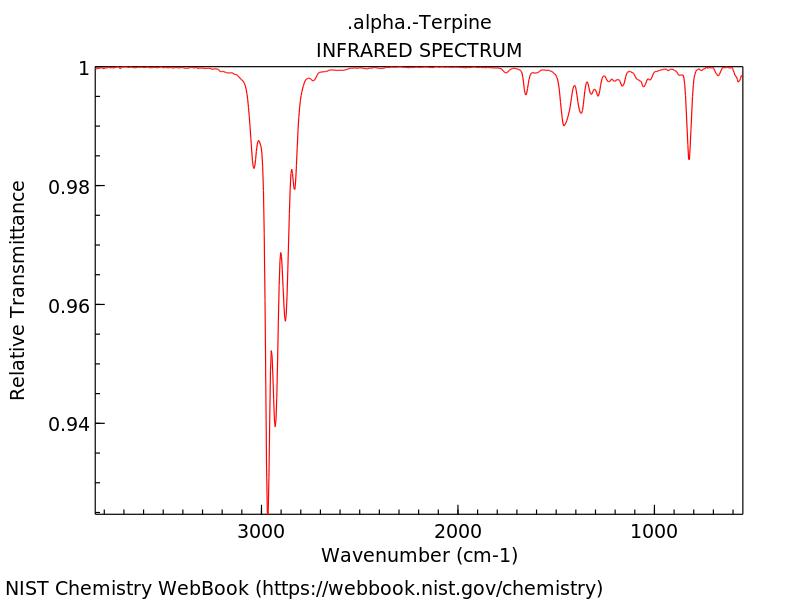 .alpha.-Terpine
INFRARED SPECTRUM
1
0.98
0.96
0.94
Relative Transmittance
3000 2000 1000
Wavenumber (cm-1)
NIST Chemistry WebBook (https://webbook.nist.gov/chemistry)